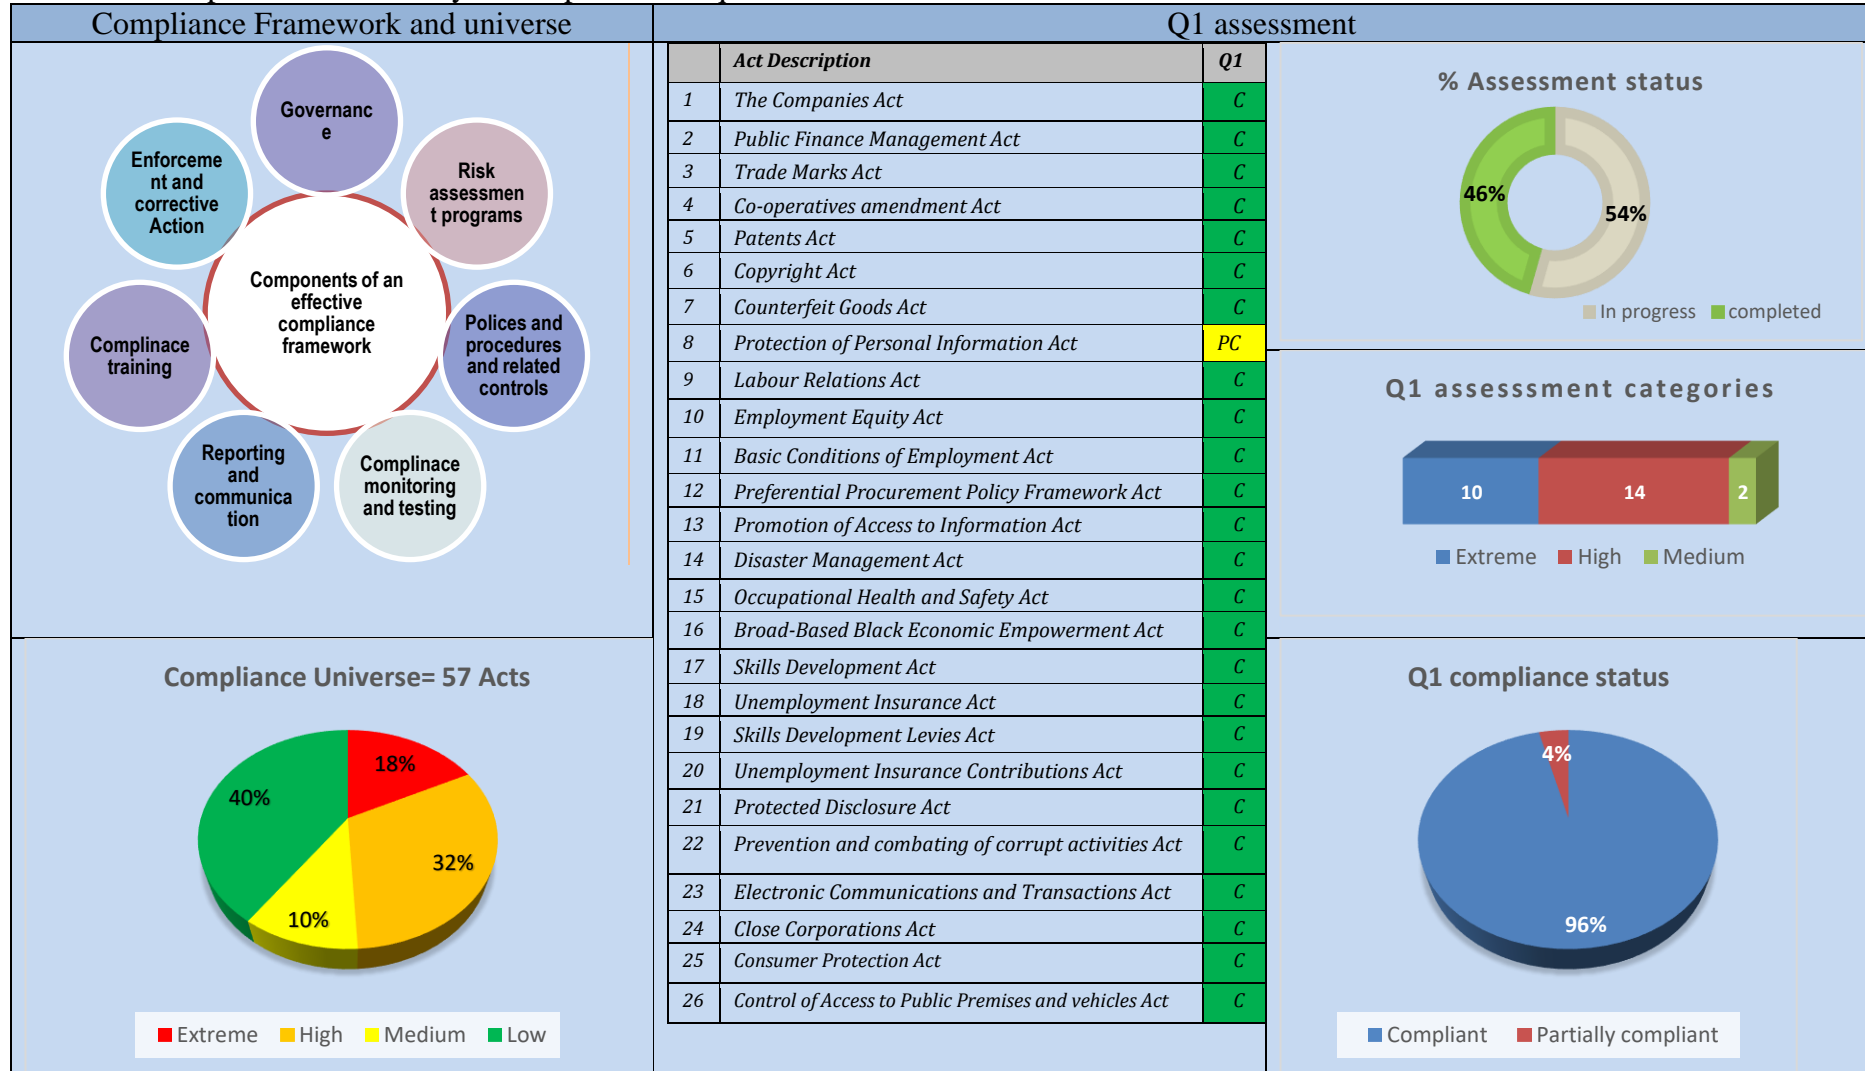 Compliance Framework and universe
Q1 assessment
Governanc
e
Enforceme
nt and
corrective
Action
Risk
assessmen
t programs
Components of an
effective
compliance
framework
Complinace
training
Polices and
procedures
and related
controls
Reporting
and
communica
tion
Complinace
monitoring
and testing
Compliance Universe= 57 Acts
18%
40%
32%
10%
Extreme High Medium Low
Act Description Q1
1 The Companies Act C
2 Public Finance Management Act C
3 Trade Marks Act C
4 Co-operatives amendment Act C
5 Patents Act C
6 Copyright Act C
7 Counterfeit Goods Act C
8 Protection of Personal Information Act PC
9 Labour Relations Act C
10 Employment Equity Act C
11 Basic Conditions of Employment Act C
12 Preferential Procurement Policy Framework Act C
13 Promotion of Access to Information Act C
14 Disaster Management Act C
15 Occupational Health and Safety Act C
16 Broad-Based Black Economic Empowerment Act C
17 Skills Development Act C
18 Unemployment Insurance Act C
19 Skills Development Levies Act C
20 Unemployment Insurance Contributions Act C
21 Protected Disclosure Act C
22 Prevention and combating of corrupt activities Act C
23 Electronic Communications and Transactions Act C
24 Close Corporations Act C
25 Consumer Protection Act C
26 Control of Access to Public Premises and vehicles Act C
% Assessment status
46%
54%
In progress completed
Q1 assesssment categories
10 14 2
Extreme High Medium
Q1 compliance status
4%
96%
Compliant Partially compliant